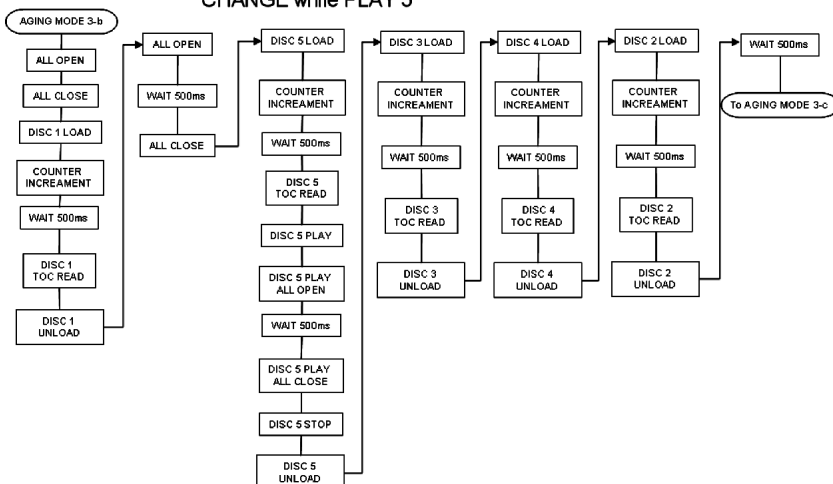 CHANGE while PLAY 5
AGING MODE 3-b
ALL OPEN
ALL CLOSE
DISC 1 LOAD
COUNTER
INCREAMENT
WAIT 500ms
DISC 1
TOC READ
DISC 1
UNLOAD
ALL OPEN
WAIT 500ms
ALL CLOSE
DISC 5 LOAD
COUNTER
INCREAMENT
WAIT 500ms
DISC 5
TOC READ
DISC 5 PLAY
DISC 5 PLAY
ALL OPEN
WAIT 500ms
DISC 5 PLAY
ALL CLOSE
DISC 5 STOP
DISC 5
UNLOAD
DISC 3 LOAD
COUNTER
INCREAMENT
WAIT 500ms
DISC 3
TOC READ
DISC 3
UNLOAD
DISC 4 LOAD
COUNTER
INCREAMENT
WAIT 500ms
DISC 4
TOC READ
DISC 4
UNLOAD
DISC 2 LOAD
COUNTER
INCREAMENT
WAIT 500ms
DISC 2
TOC READ
DISC 2
UNLOAD
WAIT 500ms
To AGING MODE 3-c